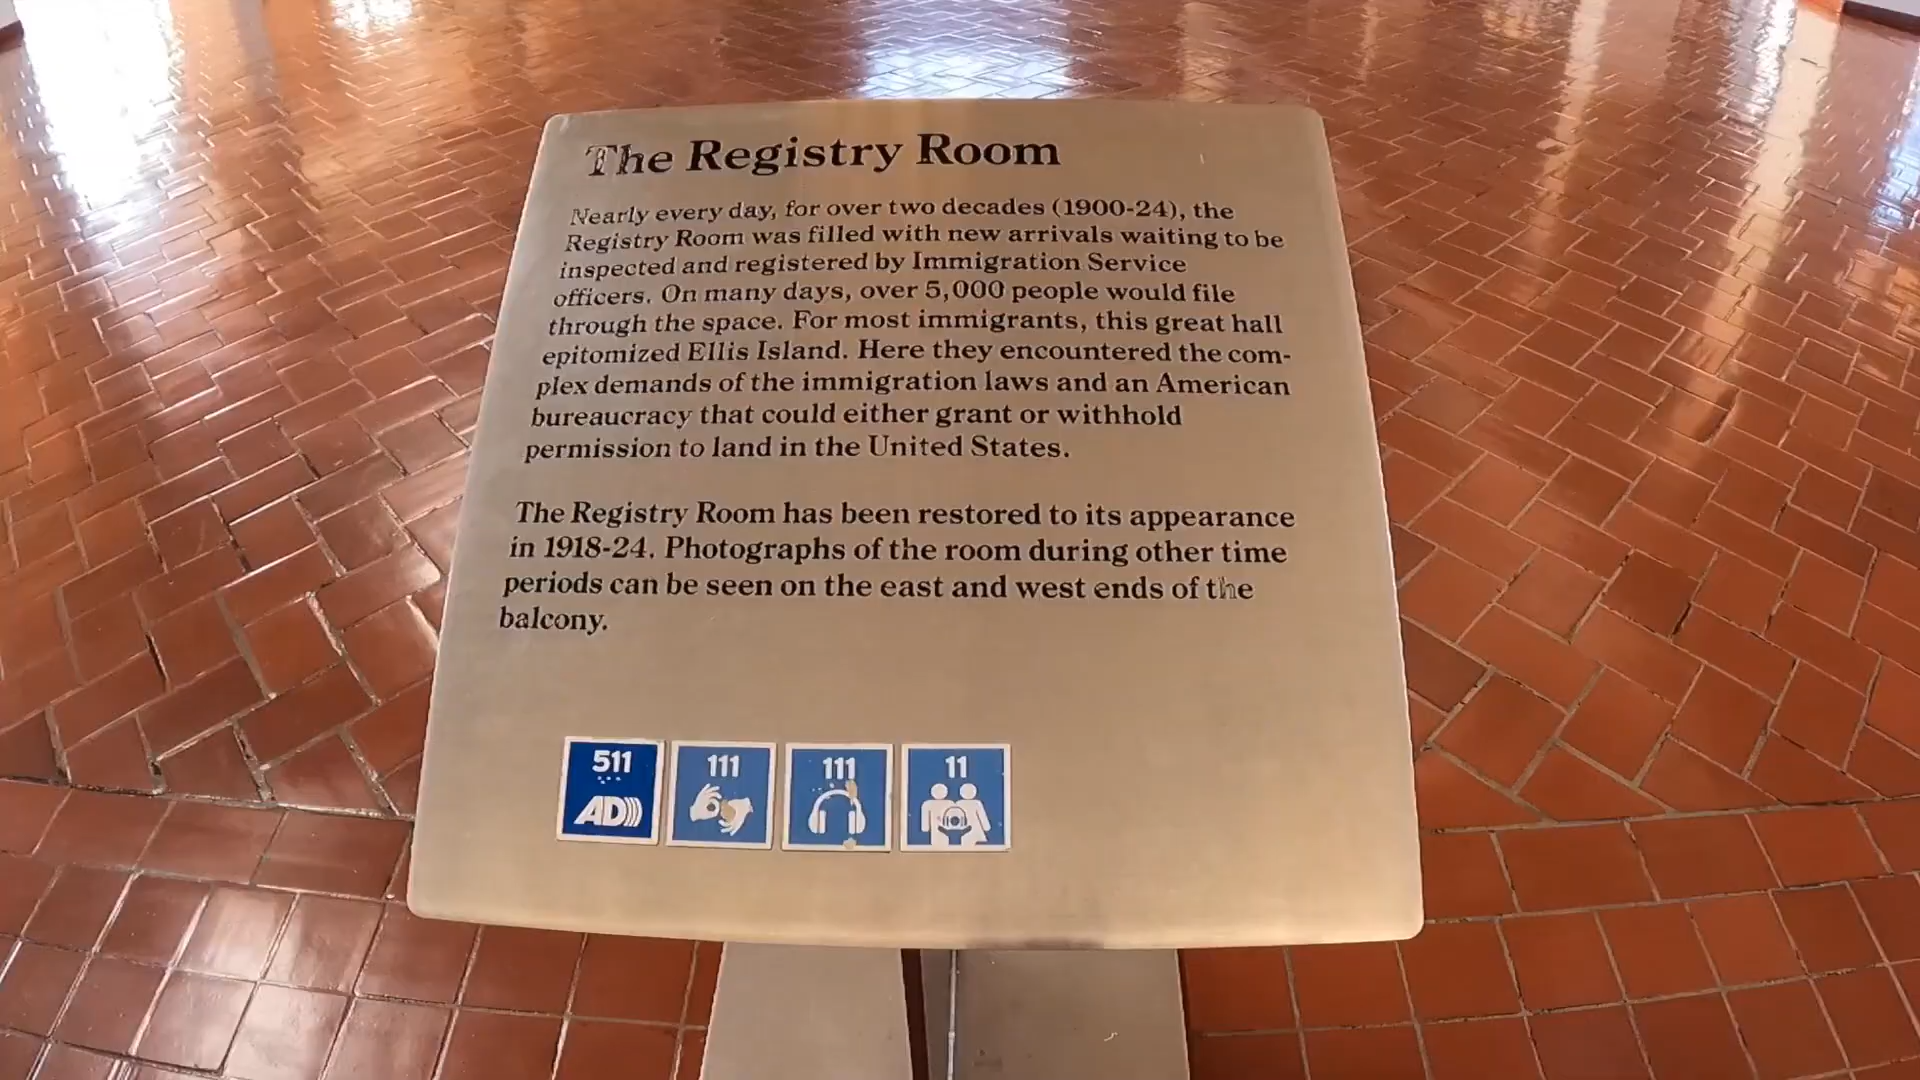 The Registry Room
Nearly every day, for over two decades (1900-24), the
Registry Room was filled with new arrivals waiting to be
inspected and registered by Immigration Service
officers. On many days, over 5,000 people would file
through the space. For most immigrants, this great hall
epitomized Ellis Island. Here they encountered the com-
plex demands of the immigration laws and an American
bureaucracy that could either grant or withhold
permission to land in the United States.
The Registry Room has been restored to its appearance
in 1918-24. Photographs of the room during other time
periods can be seen on the east and west ends of the
balcony.
511 111 111 11
AD